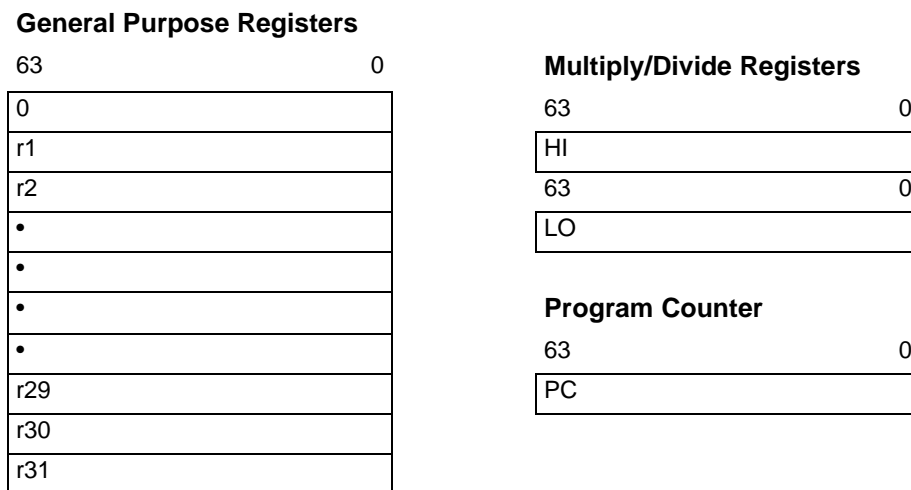 General Purpose Registers
63 0
0
r1
r2
•
•
•
•
r29
r30
r31
Multiply/Divide Registers
63 0
HI
63 0
LO
Program Counter
63 0
PC